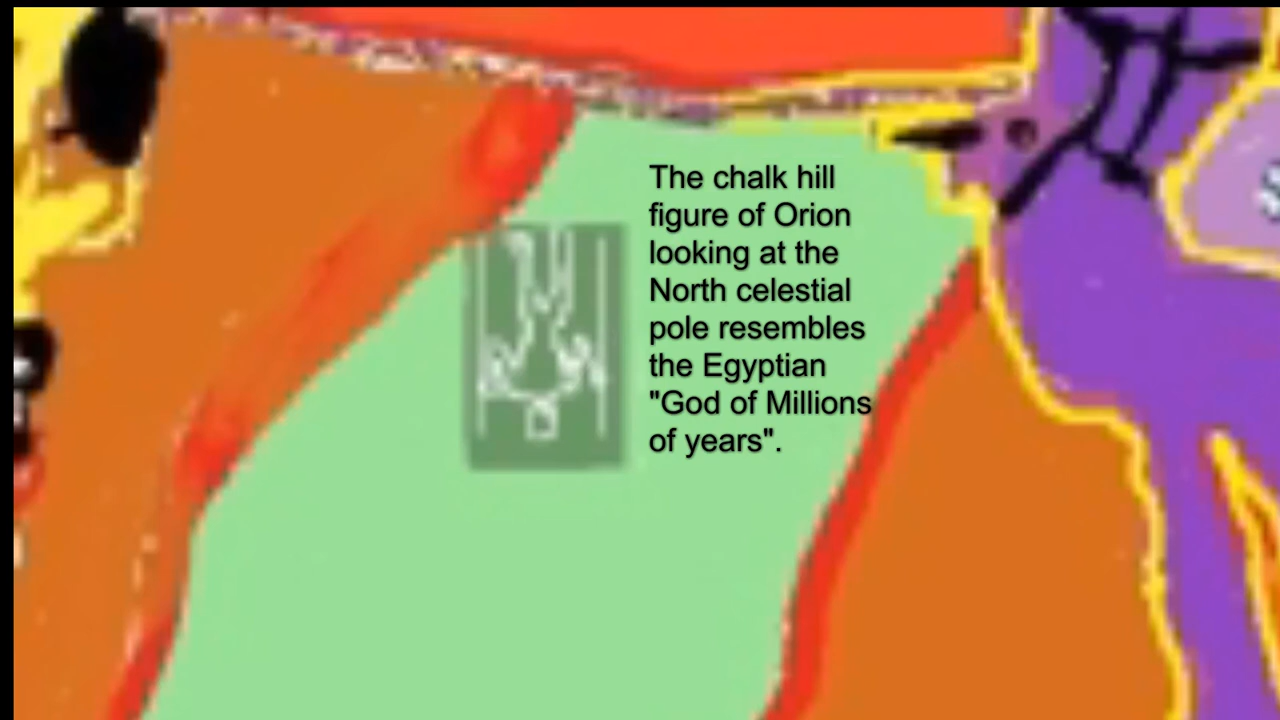 The chalk hill
figure of Orion
looking at the
North celestial
pole resembles
the Egyptian
"God of Millions
of years".